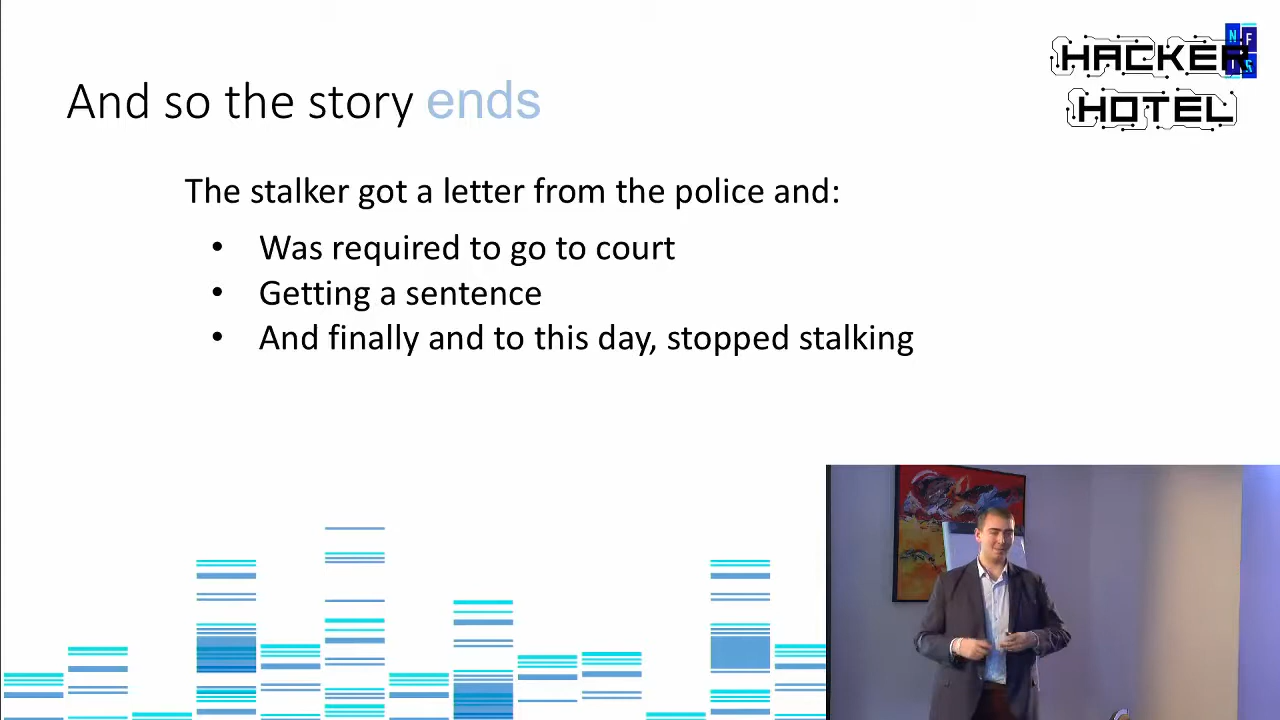 HACKER
HOTEL
N F
I S
And so the story ends
The stalker got a letter from the police and:
• Was required to go to court
• Getting a sentence
• And finally and to this day, stopped stalking